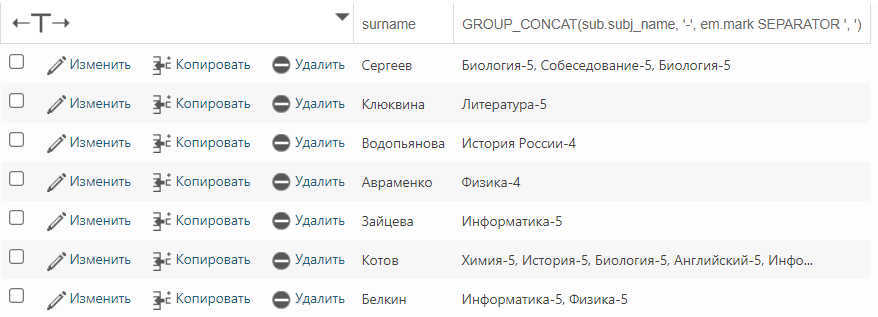 ←T→ surname GROUP_CONCAT(sub.subj_name, '-', em.mark SEPARATOR ', ')
Изменить Копировать Удалить Сергеев Биология-5, Собеседование-5, Биология-5
Изменить Копировать Удалить Клюквина Литература-5
Изменить Копировать Удалить Водопьянова История России-4
Изменить Копировать Удалить Авраменко Физика-4
Изменить Копировать Удалить Зайцева Информатика-5
Изменить Копировать Удалить Котов Химия-5, История-5, Биология-5, Английский-5, Инфо...
Изменить Копировать Удалить Белкин Информатика-5, Физика-5